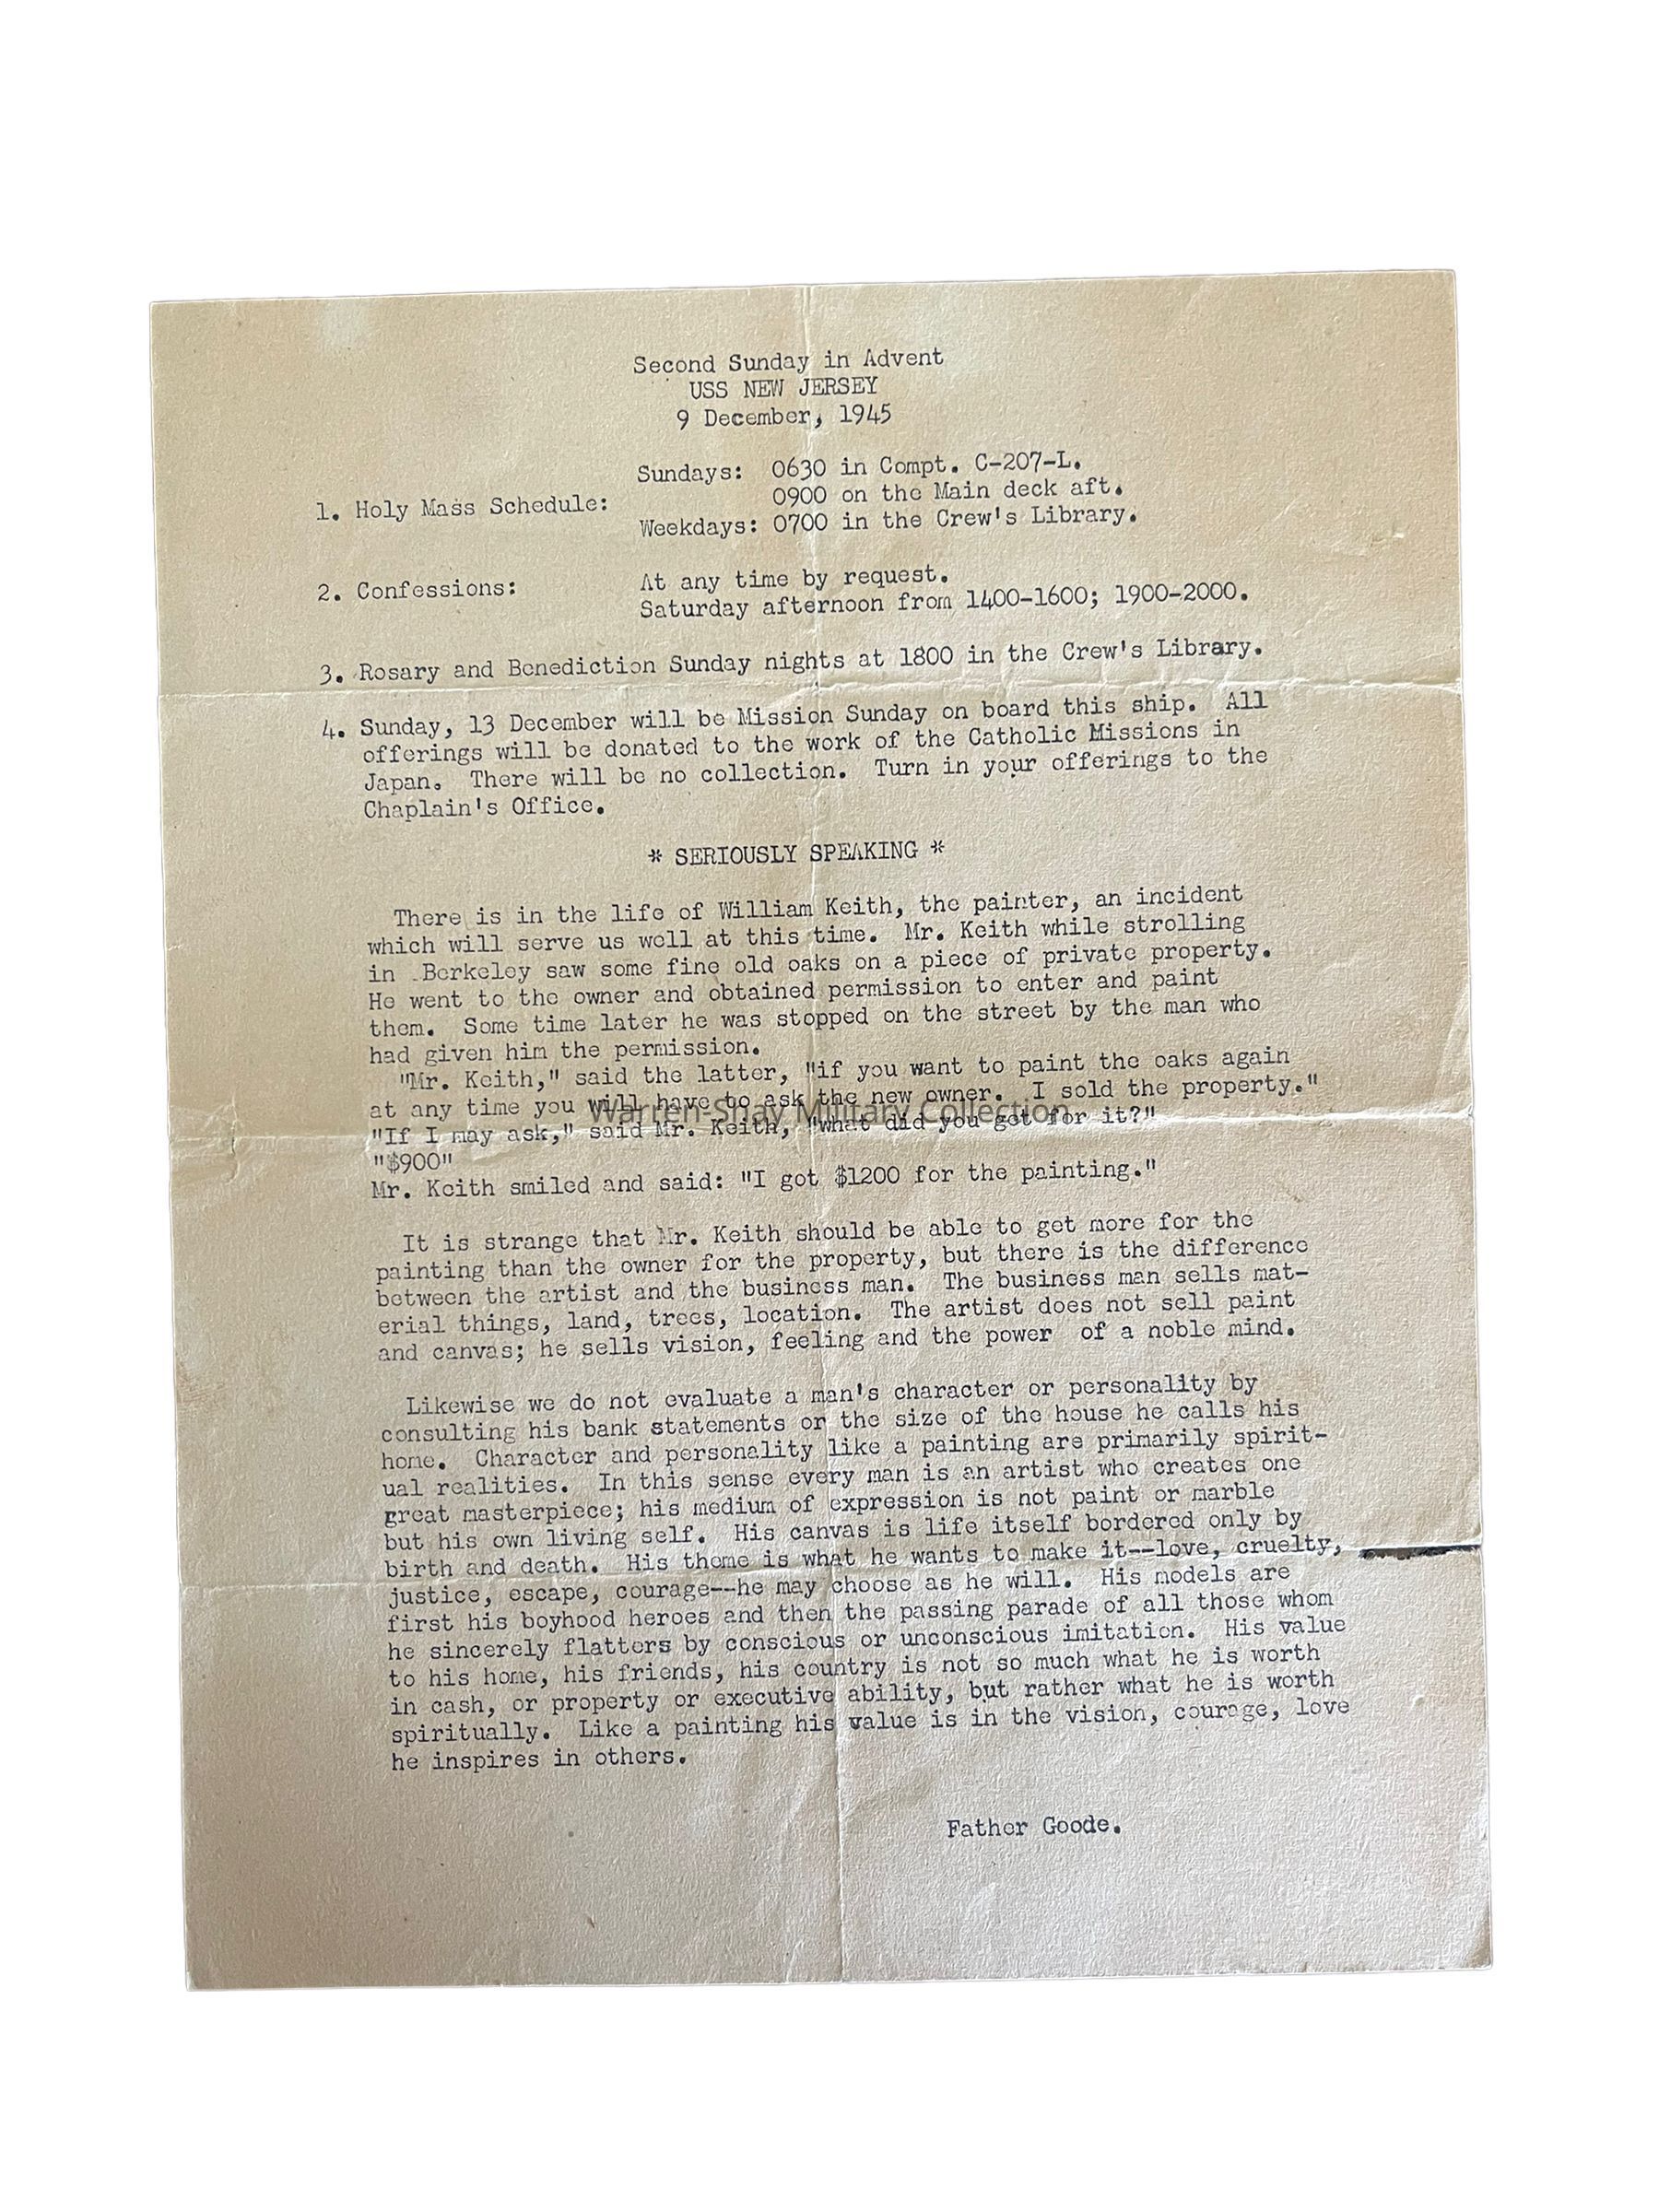 Second Sunday in Advent
USS NEW JERSEY
9 December, 1945
Sundays: 0630 in Compt. C-207-L.
1. Holy Mass Schedule: 0900 on the Main deck aft.
Weekdays: 0700 in the Crew's Library.
2. Confessions: At any time by request.
Saturday afternoon from 1400-1600; 1900-2000.
3. Rosary and Benediction Sunday nights at 1800 in the Crew's Library.
4. Sunday, 13 December will be Mission Sunday on board this ship. All
offerings will be donated to the work of the Catholic Missions in
Japan. There will be no collection. Turn in your offerings to the
Chaplain's Office.
* SERIOUSLY SPEAKING *
There is in the life of William Keith, the painter, an incident
which will serve us well at this time. Mr. Keith while strolling
in Berkeley saw some fine old oaks on a piece of private property.
He went to the owner and obtained permission to enter and paint
them. Some time later he was stopped on the street by the man who
had given him the permission.
"Mr. Keith," said the latter, "if you want to paint the oaks again
at any time you will have to ask the new owner. I sold the property."
Warren-Shay Military Collection
"If I may ask," said Mr. Keith, "what did you get for it?"
"$900"
Mr. Keith smiled and said: "I got $1200 for the painting."
It is strange that Mr. Keith should be able to get more for the
painting than the owner for the property, but there is the difference
between the artist and the business man. The business man sells mat-
erial things, land, trees, location. The artist does not sell paint
and canvas; he sells vision, feeling and the power of a noble mind.
Likewise we do not evaluate a man's character or personality by
consulting his bank statements or the size of the house he calls his
home. Character and personality like a painting are primarily spirit-
ual realities. In this sense every man is an artist who creates one
great masterpiece; his medium of expression is not paint or marble
but his own living self. His canvas is life itself bordered only by
birth and death. His theme is what he wants to make it--love, cruelty,
justice, escape, courage--he may choose as he will. His models are
first his boyhood heroes and then the passing parade of all those whom
he sincerely flatters by conscious or unconscious imitation. His value
to his home, his friends, his country is not so much what he is worth
in cash, or property or executive ability, but rather what he is worth
spiritually. Like a painting his value is in the vision, courage, love
he inspires in others.
Father Goode.